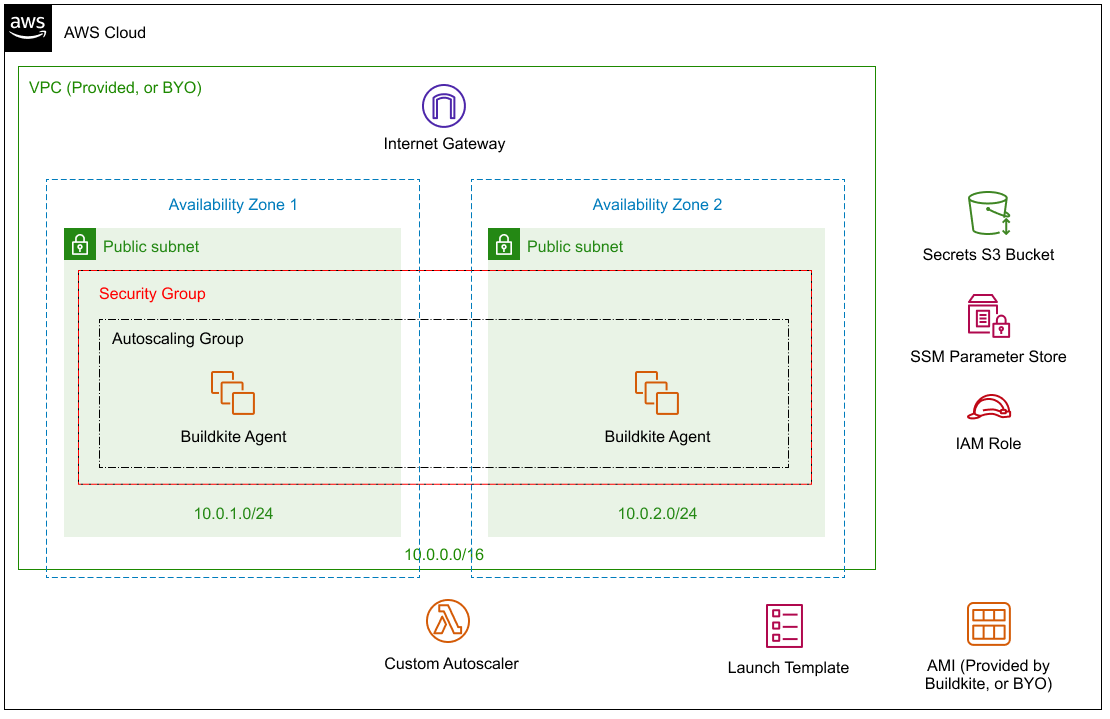 aws
AWS Cloud
VPC (Provided, or BYO)
Internet Gateway
Availability Zone 1
Availability Zone 2
Public subnet
Public subnet
Security Group
Autoscaling Group
Buildkite Agent
Buildkite Agent
10.0.1.0/24
10.0.2.0/24
10.0.0.0/16
Secrets S3 Bucket
SSM Parameter Store
IAM Role
Custom Autoscaler
Launch Template
AMI (Provided by
Buildkite, or BYO)